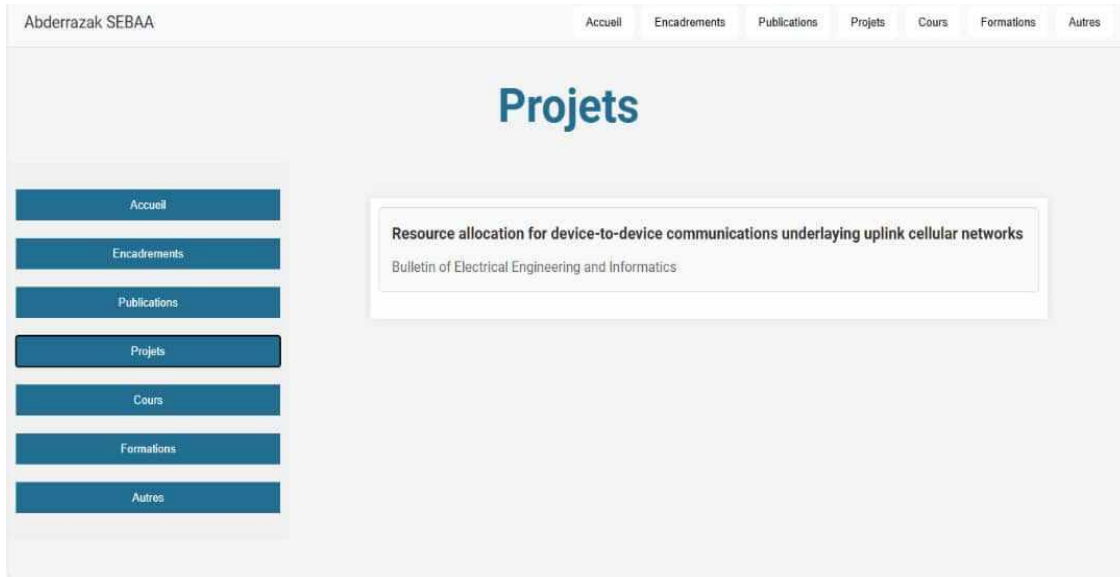 Abderrazak SEBAA
Accueil Encadrements Publications Projets Cours Formations Autres
Projets
Accueil
Encadrements
Publications
Projets
Cours
Formations
Autres
Resource allocation for device-to-device communications underlaying uplink cellular networks
Bulletin of Electrical Engineering and Informatics